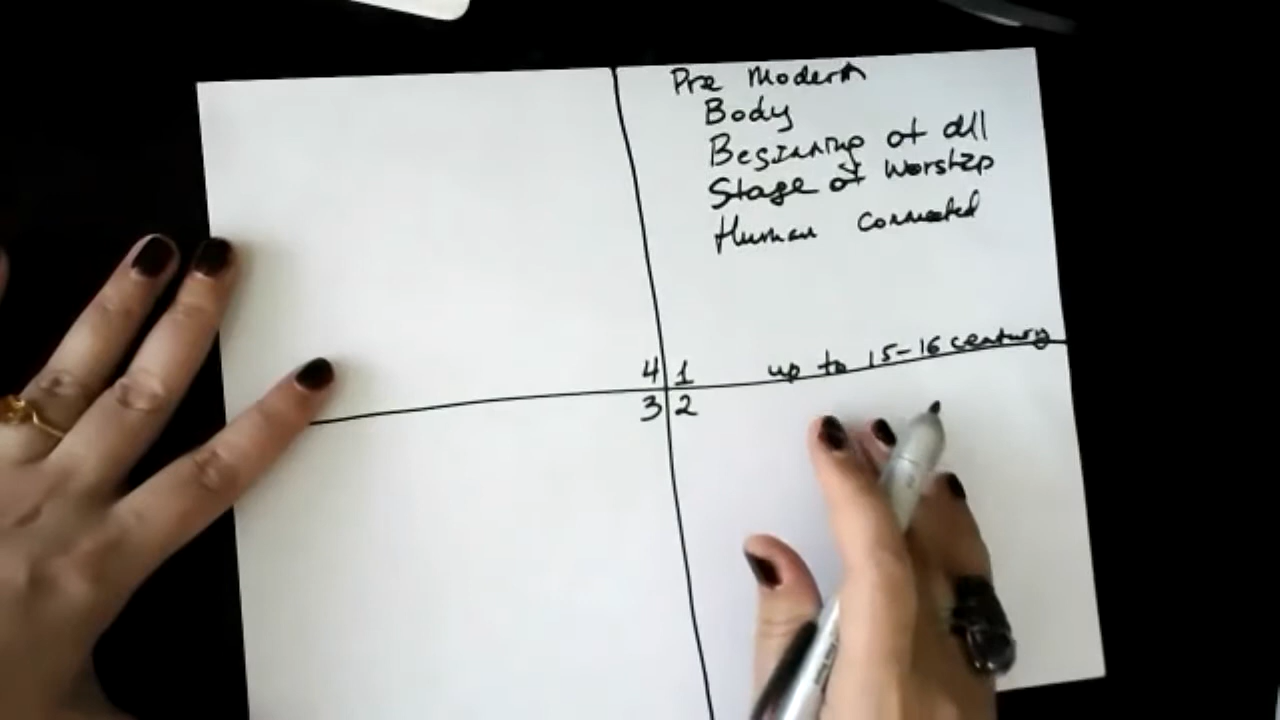 Pre Modern
Body
Beginning of all
Stage of Worship
Human connected
up to 15-16 century
4 1
3 2